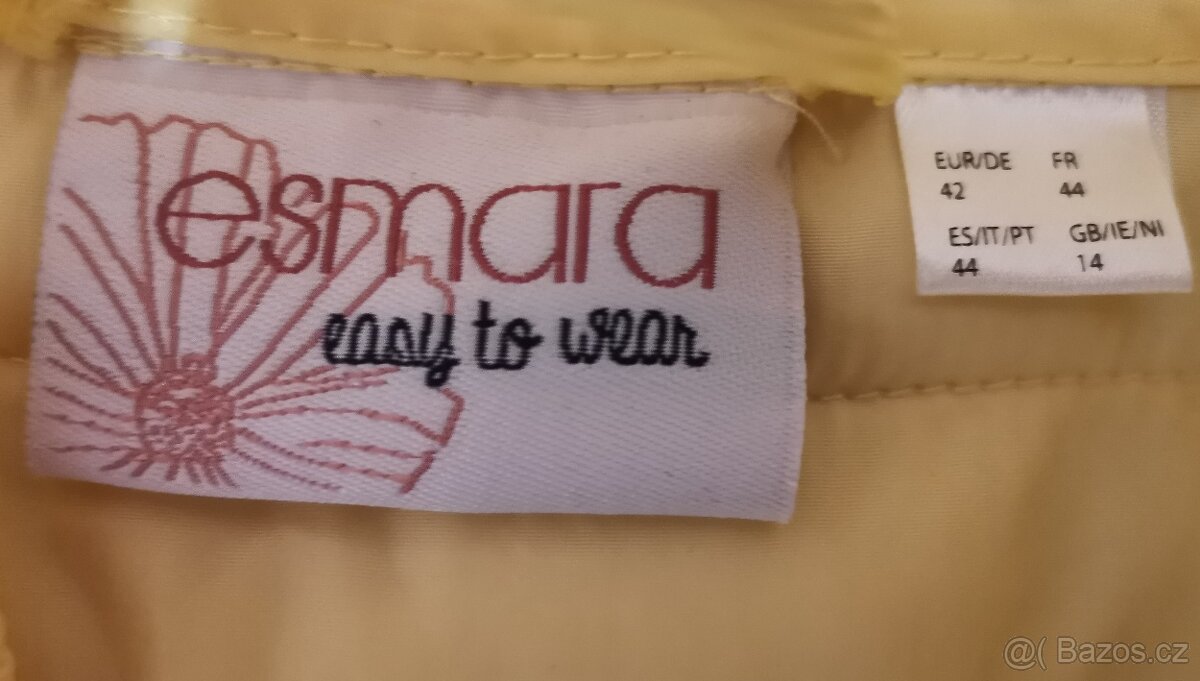 esmara
easy to wear
EUR/DE FR
42 44
ES/IT/PT GB/IE/NI
44 14
@( Bazos.cz